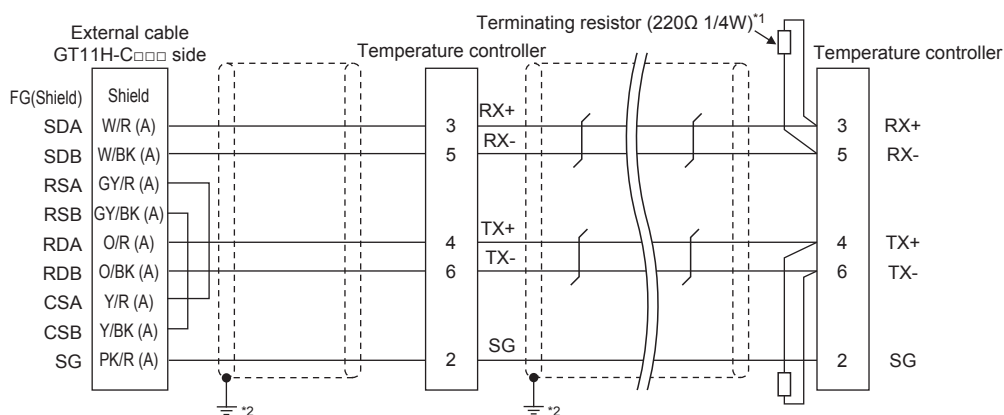 Terminating resistor (220Ω 1/4W)*1
External cable
GT11H-C□□□ side
Temperature controller
Temperature controller
FG(Shield) Shield
RX+
SDA W/R (A) 3 3 RX+
RX-
SDB W/BK (A) 5 5 RX-
RSA GY/R (A)
RSB GY/BK (A)
TX+
RDA O/R (A) 4 4 TX+
TX-
RDB O/BK (A) 6 6 TX-
CSA Y/R (A)
CSB Y/BK (A)
SG
SG PK/R (A) 2 2 SG
*2 *2